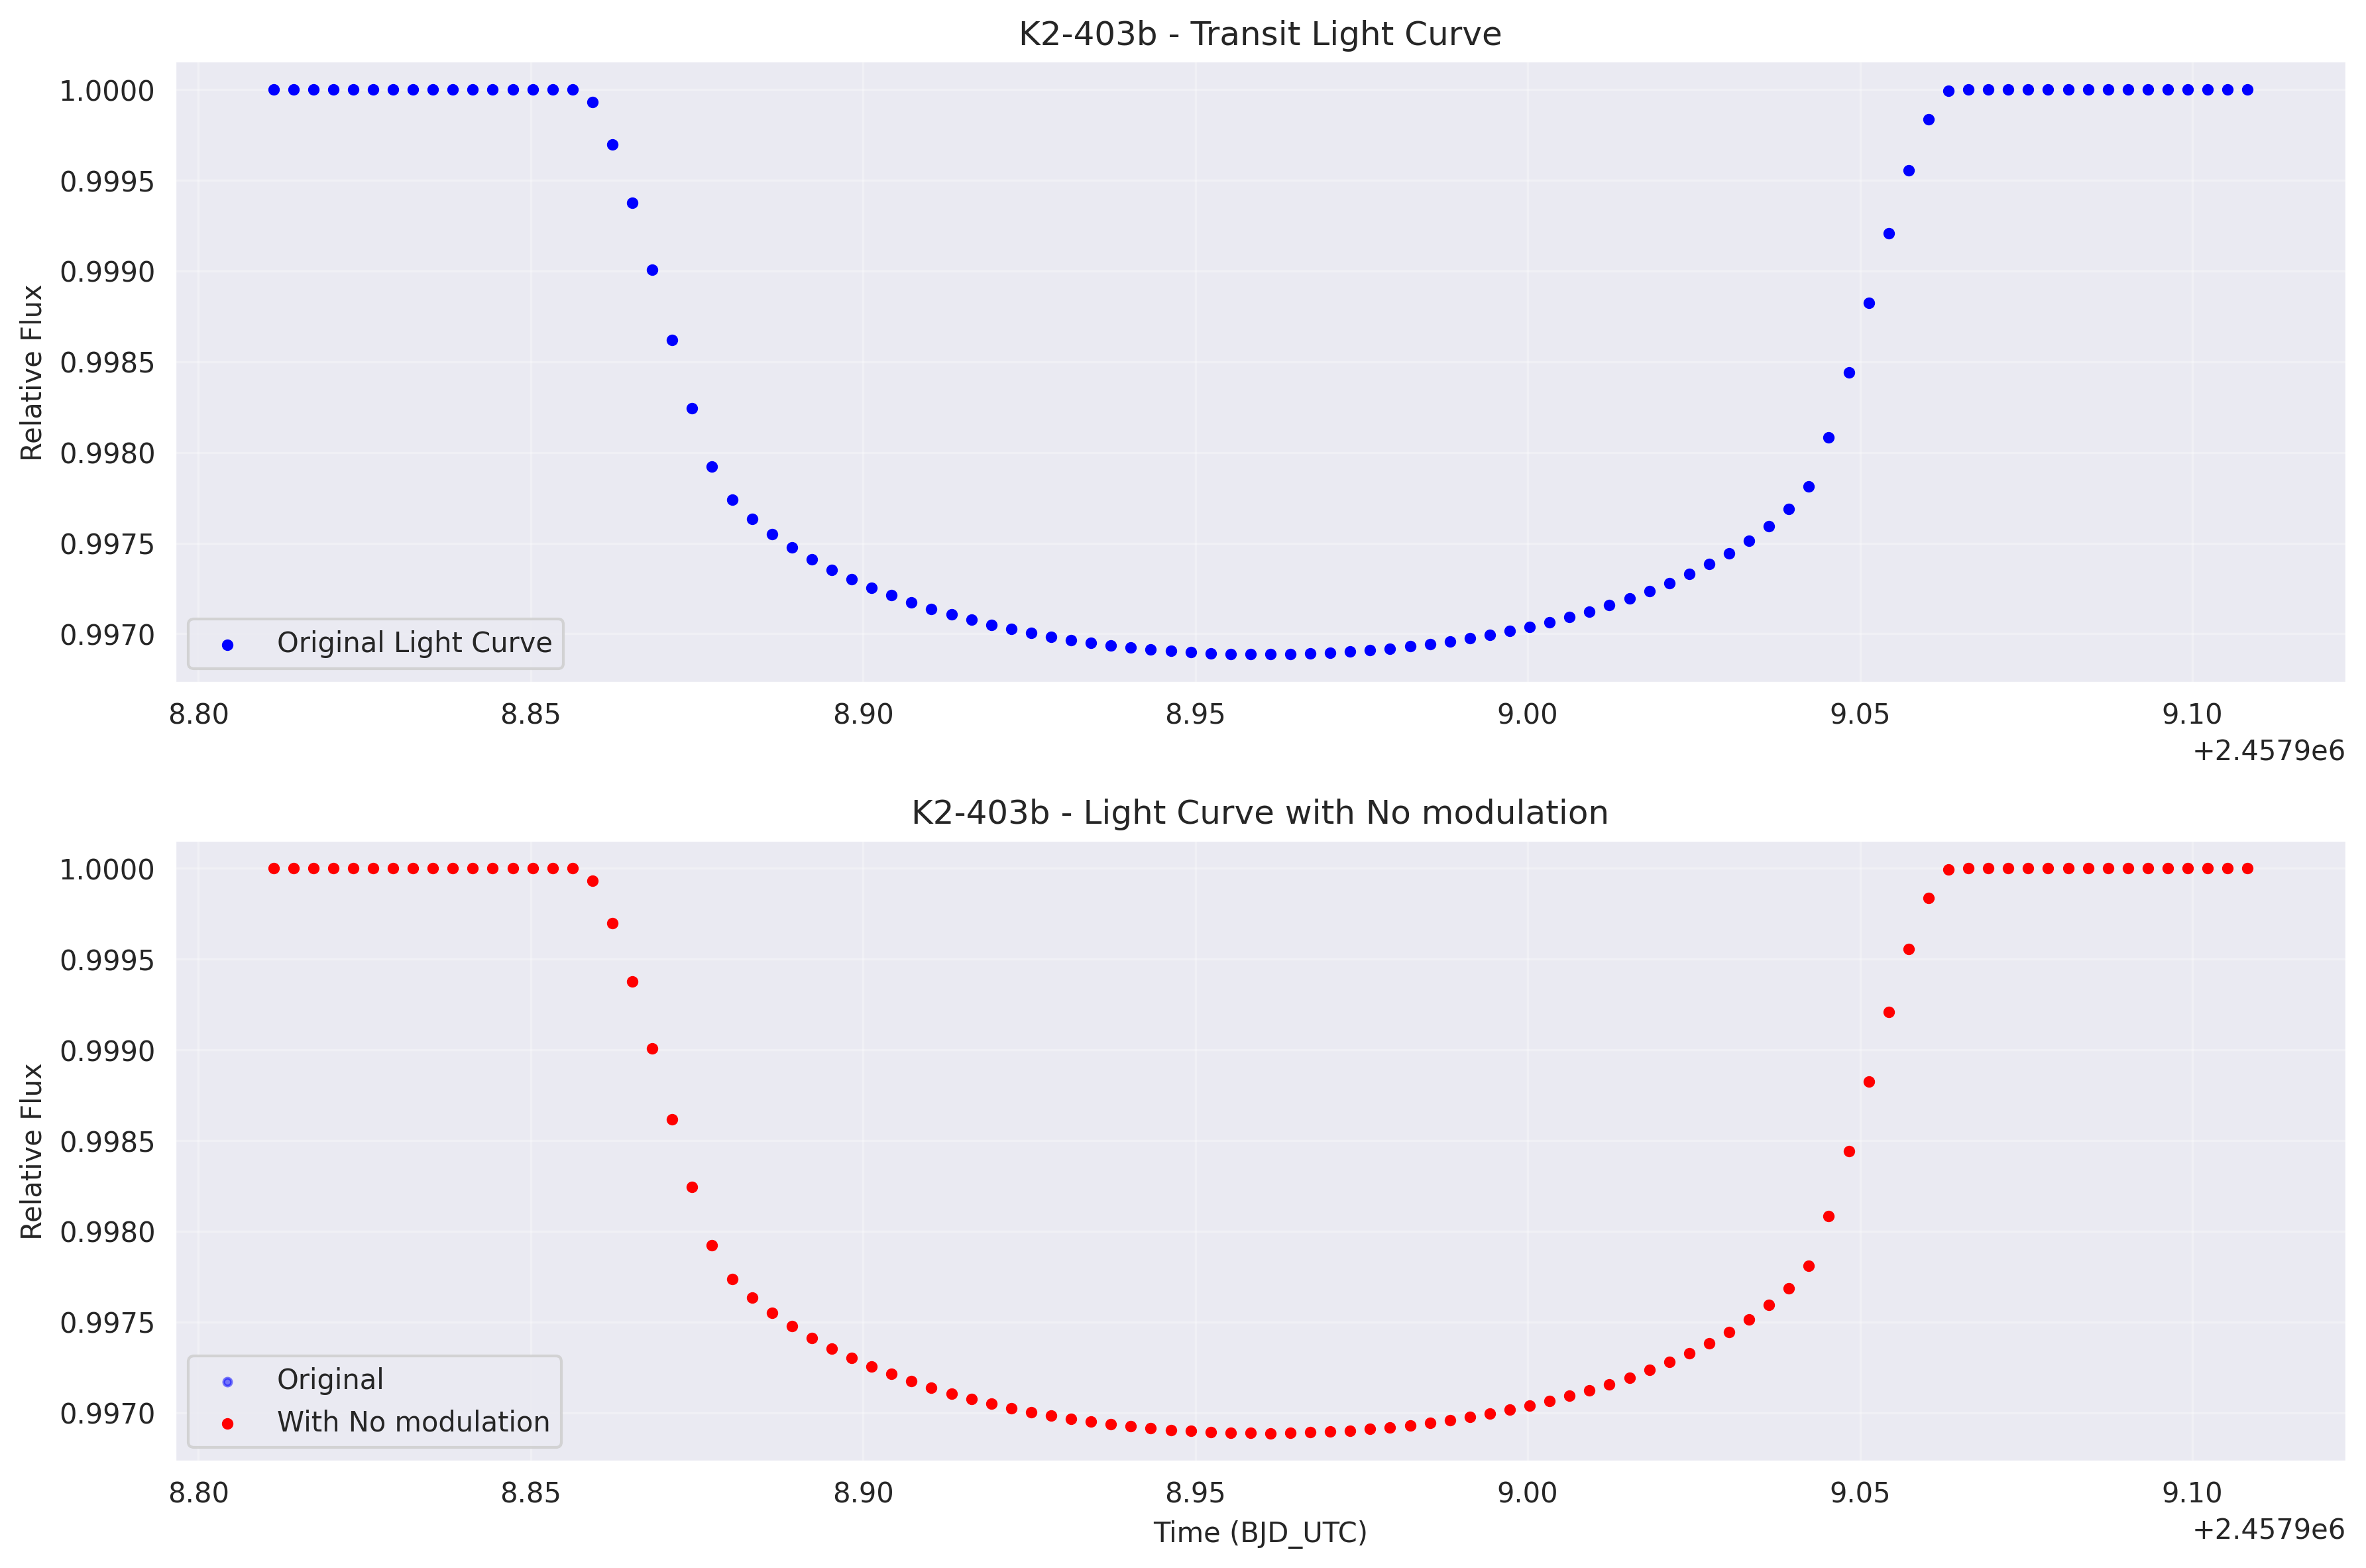 K2-403b - Transit Light Curve
Relative Flux
1.0000
0.9995
0.9990
0.9985
0.9980
0.9975
0.9970
Original Light Curve
8.80 8.85 8.90 8.95 9.00 9.05 9.10
+2.4579e6
K2-403b - Light Curve with No modulation
Relative Flux
1.0000
0.9995
0.9990
0.9985
0.9980
0.9975
0.9970
Original
With No modulation
8.80 8.85 8.90 8.95 9.00 9.05 9.10
Time (BJD_UTC)
+2.4579e6